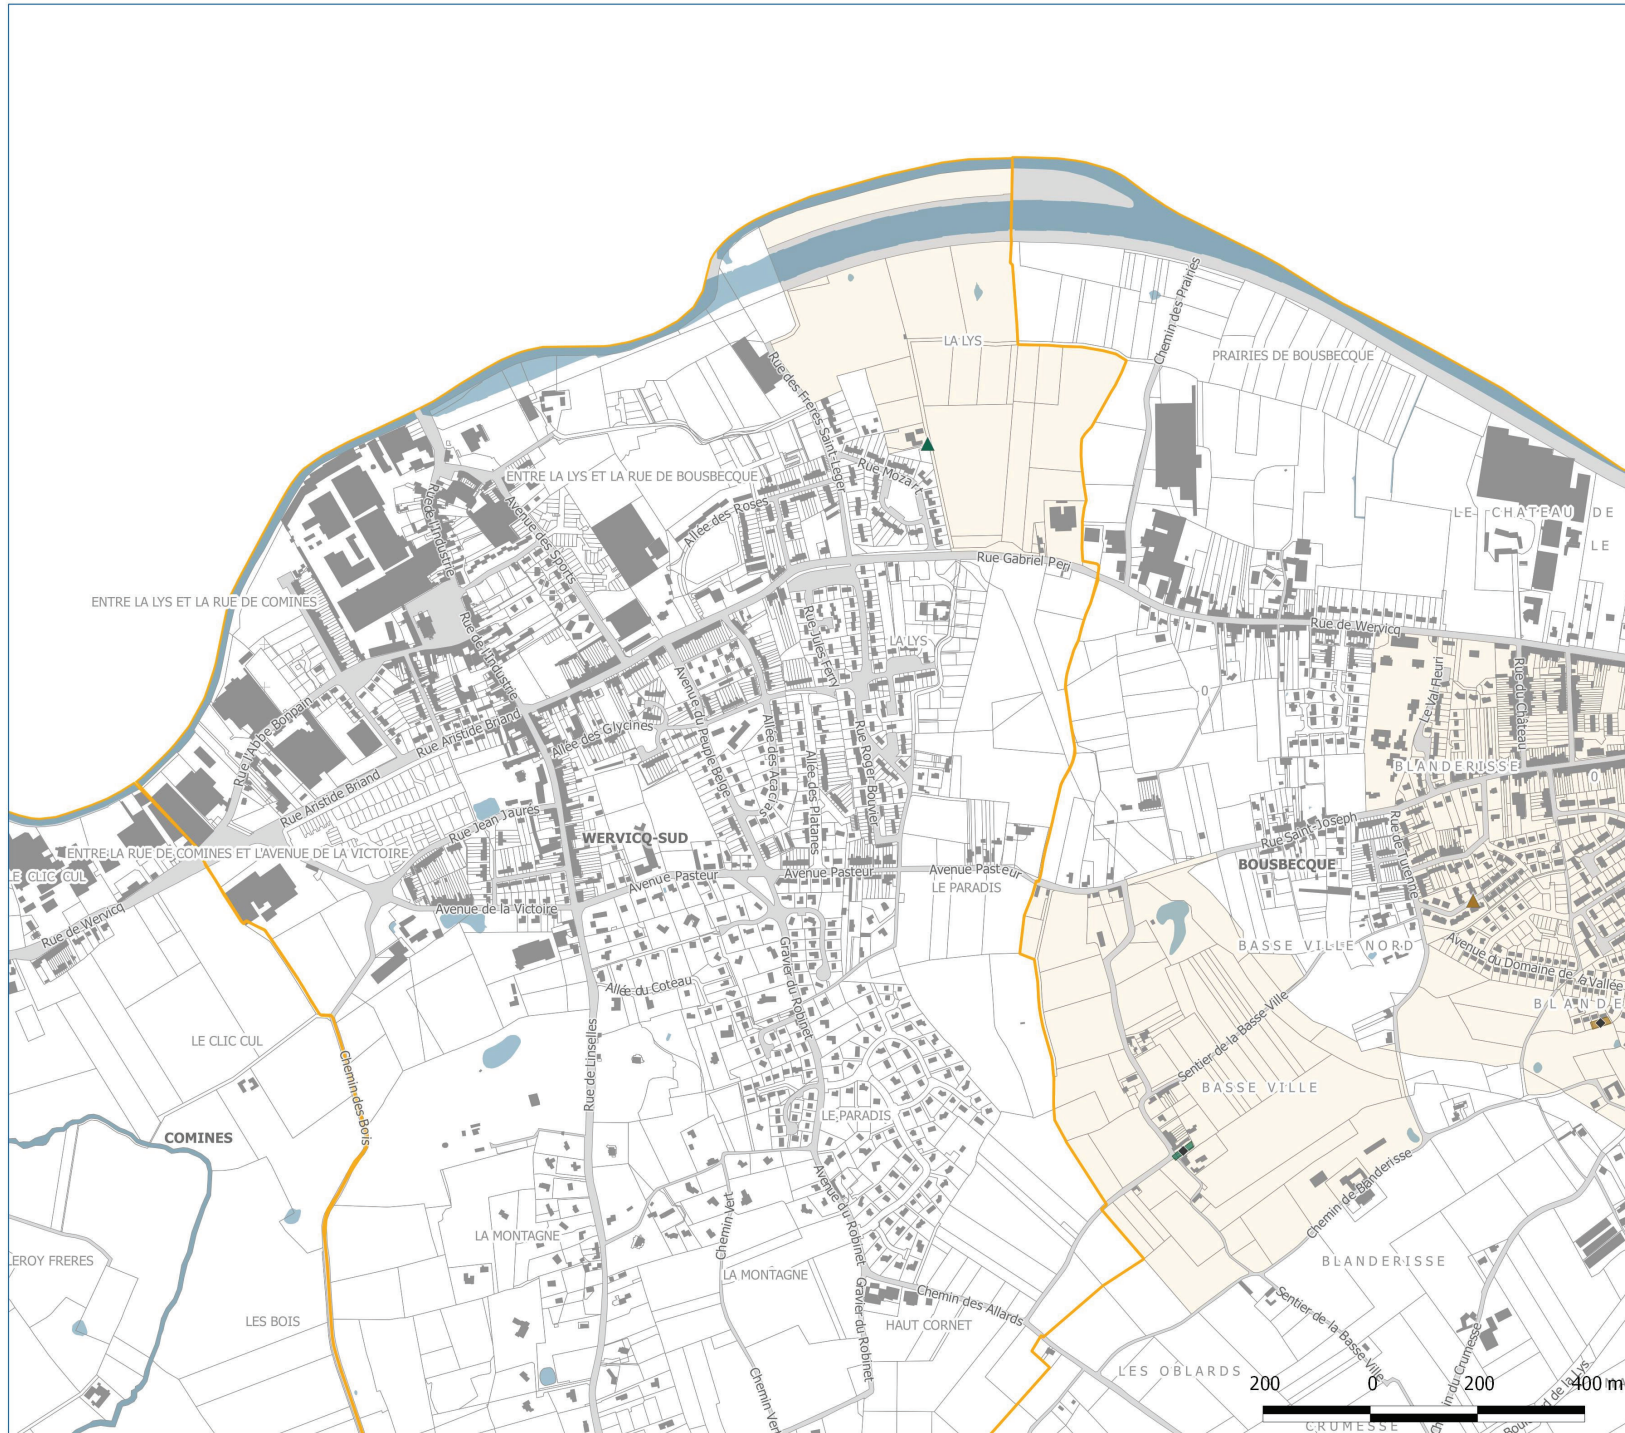 LA LYS
PRAIRIES DE BOUSBECQUE
Chemin des Prairies
Rue des Frères Saint-Léger
Rue Mozart
ENTRE LA LYS ET LA RUE DE BOUSBECQUE
Allée des Roses
Avenue des Sports
Rue de l'Industrie
LE CHATEAU DE
LE
Rue Gabriel Peri
ENTRE LA LYS ET LA RUE DE COMINES
Rue de l'Industrie
Rue Jules Ferry
LA LYS
Rue de Wervicq
0
Le Val Fleuri
Rue du Château
Rue l'Abbé Bonpain
Rue Aristide Briand
Allée des Glycines
Avenue du Peuple Belge
Allée des Acacias
Allée des Platanes
Rue Roger Bouvier
BLANDERISSE
0
Rue Aristide Briand
Rue Jean Jaurès
WERVICQ-SUD
Rue Saint-Joseph
Rue de Turenne
BOUSBECQUE
ENTRE LA RUE DE COMINES ET L'AVENUE DE LA VICTOIRE
LE CLIC CUL
Avenue Pasteur
Avenue Pasteur
Avenue Pasteur
LE PARADIS
Avenue de la Victoire
Rue de Wervicq
BASSE VILLE NORD
Avenue du Domaine de la Vallée
Gravier du Robinet
Allée du Coteau
BLANDE
LE CLIC CUL
Chemin des Bois
Rue de Linselles
Sentier de la Basse Ville
BASSE VILLE
LE PARADIS
COMINES
Chemin de Banderisse
Chemin Vert
Avenue du Robinet
LA MONTAGNE
LEROY FRERES
LA MONTAGNE
BLANDERISSE
Gravier du Robinet
Chemin des Allards
HAUT CORNET
Sentier de la Basse Ville
LES BOIS
LES OBLARDS
Chemin du Crumesse
Chemin Vert
200 0 200 400 m
CRUMESSE